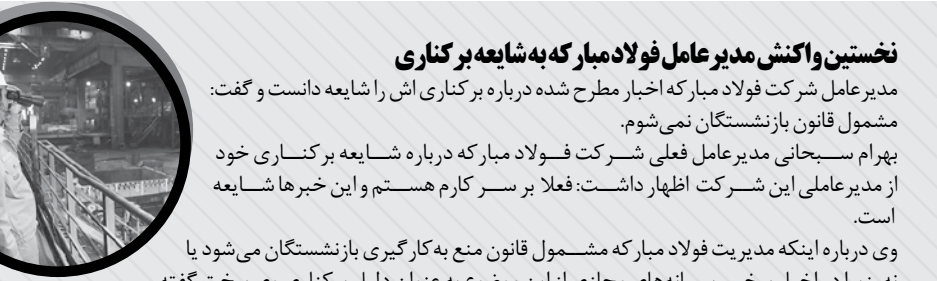 نخستین واکنش مدیرعامل فولاد مبارکه به شایعه برکناری
مدیرعامل شرکت فولاد مبارکه اخبار مطرح شده درباره برکناری اش را شایعه دانست و گفت:
مشمول قانون بازنشستگان نمی‌شوم.
بهرام سبحانی مدیرعامل فعلی شرکت فولاد مبارکه درباره شایعه برکناری خود
از مدیرعاملی این شرکت اظهار داشت: فعلا بر سر کارم هستم و این خبرها شایعه
است.
وی درباره اینکه مدیریت فولاد مبارکه مشمول قانون منع به‌کارگیری بازنشستگان می‌شود یا